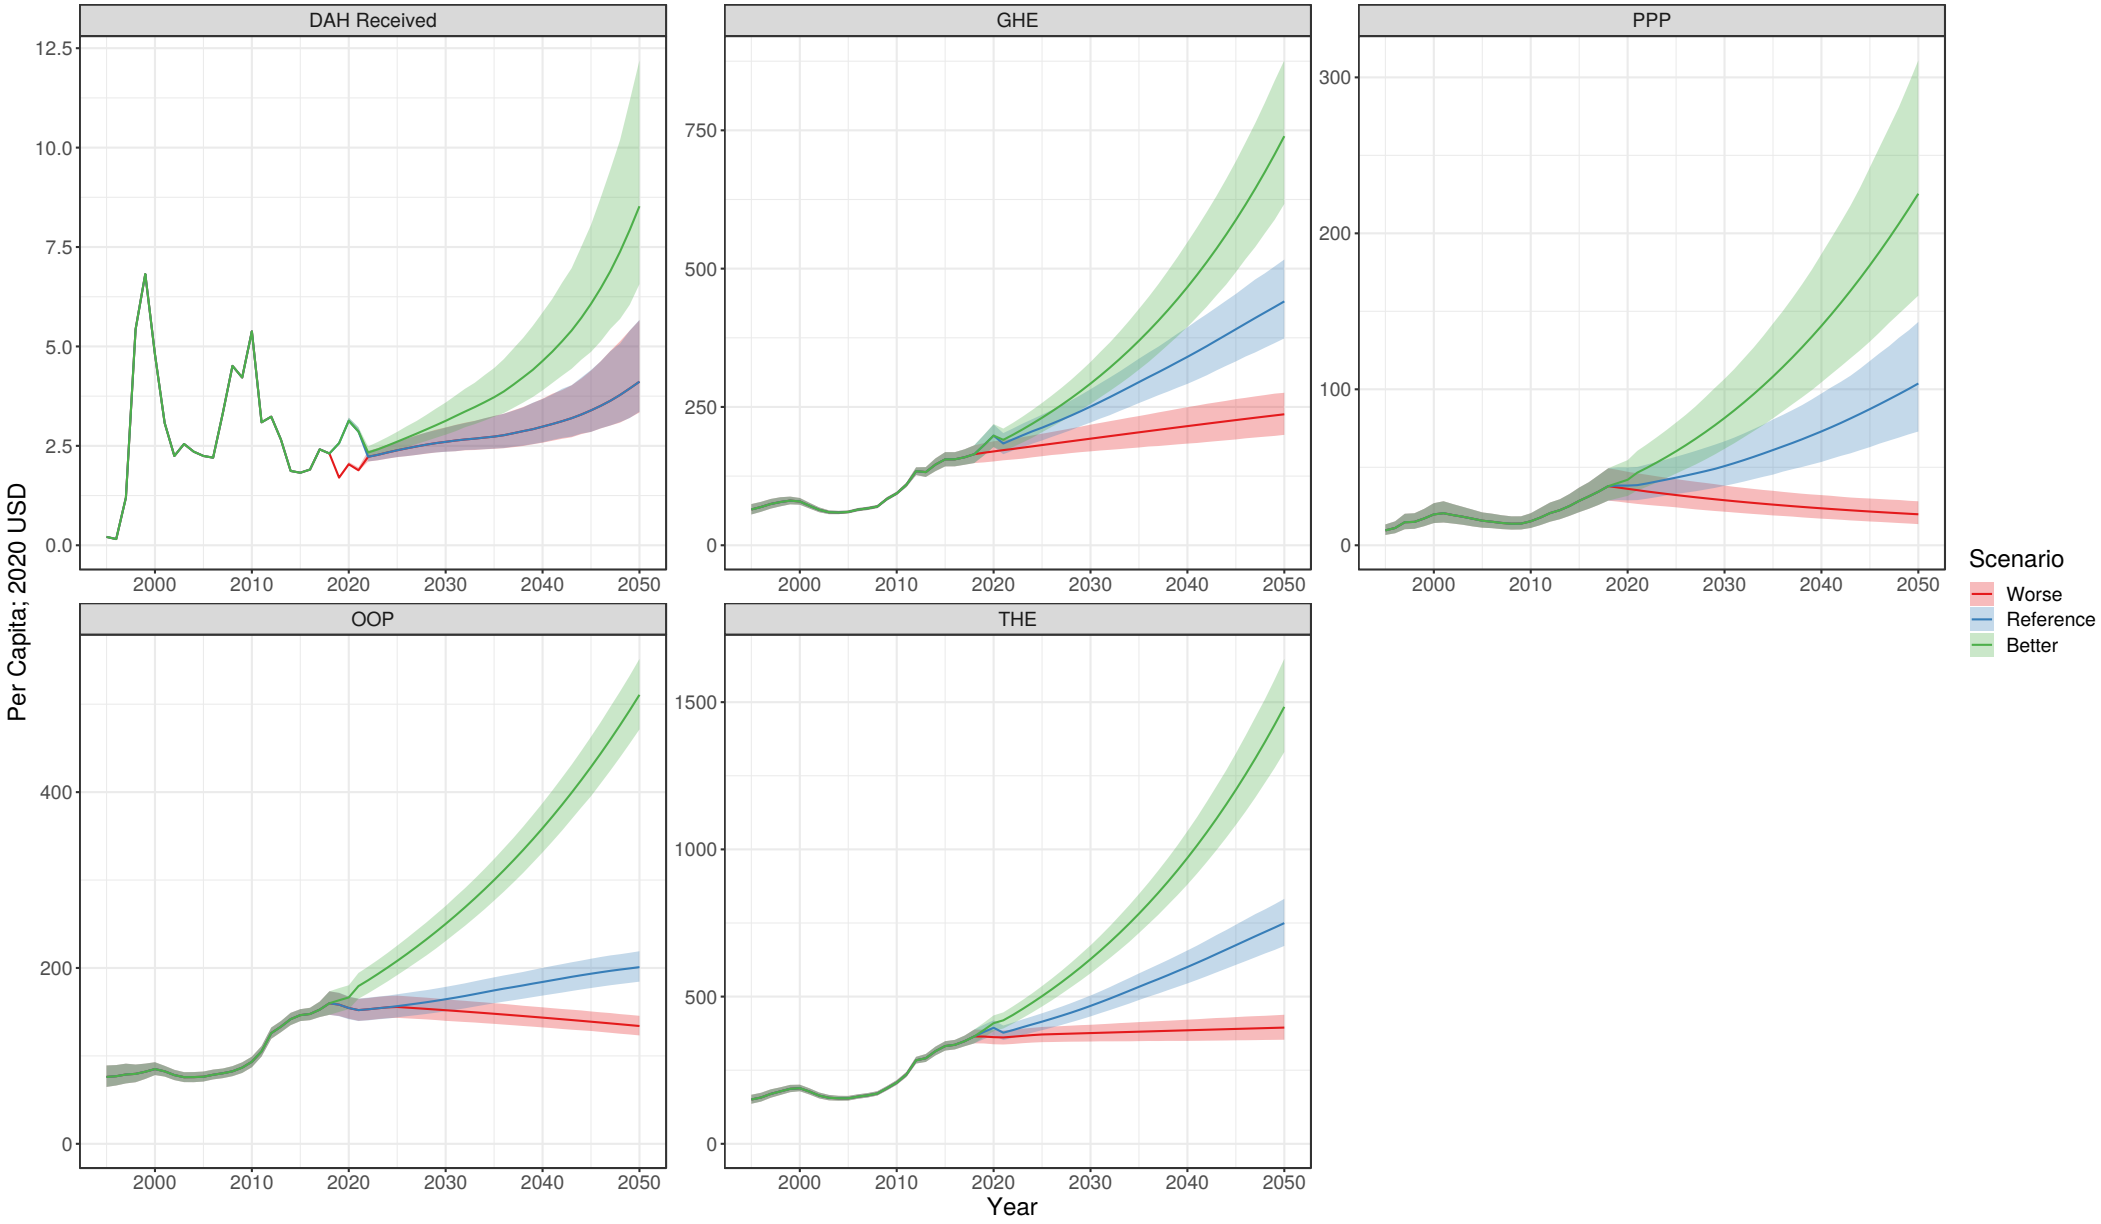 DAH Received
GHE
PPP
12.5
10.0
7.5
5.0
2.5
0.0
750
500
250
0
300
200
100
0
2000 2010 2020 2030 2040 2050
2000 2010 2020 2030 2040 2050
2000 2010 2020 2030 2040 2050
Per Capita; 2020 USD
OOP
THE
400
200
0
1500
1000
500
0
2000 2010 2020 2030 2040 2050
2000 2010 2020 2030 2040 2050
Year
Scenario
Worse
Reference
Better